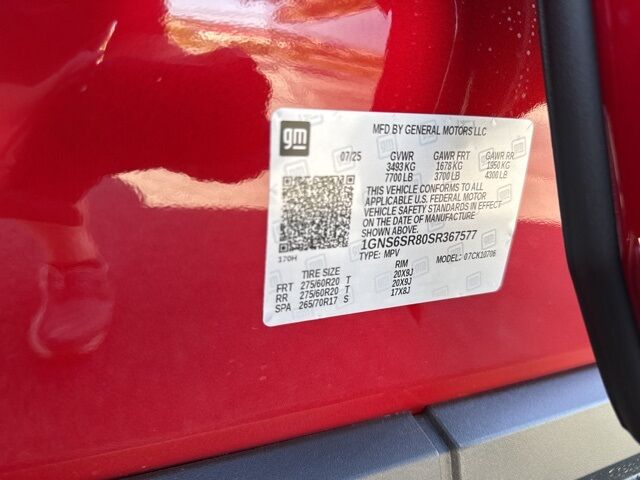 gm
MFD BY GENERAL MOTORS LLC
07/25 GVWR GAWR FRT GAWR RR
3493 KG 1678 KG 1950 KG
7700 LB 3700 LB 4300 LB
THIS VEHICLE CONFORMS TO ALL
APPLICABLE U.S. FEDERAL MOTOR
VEHICLE SAFETY STANDARDS IN EFFECT
ON THE DATE OF MANUFACTURE
SHOWN ABOVE.
170H
1GNS6SR80SR367577
TYPE: MPV MODEL: 07CK10706
TIRE SIZE RIM
FRT 275/60R20 T 20X9J
RR 275/60R20 T 20X9J
SPA 265/70R17 S 17X8J